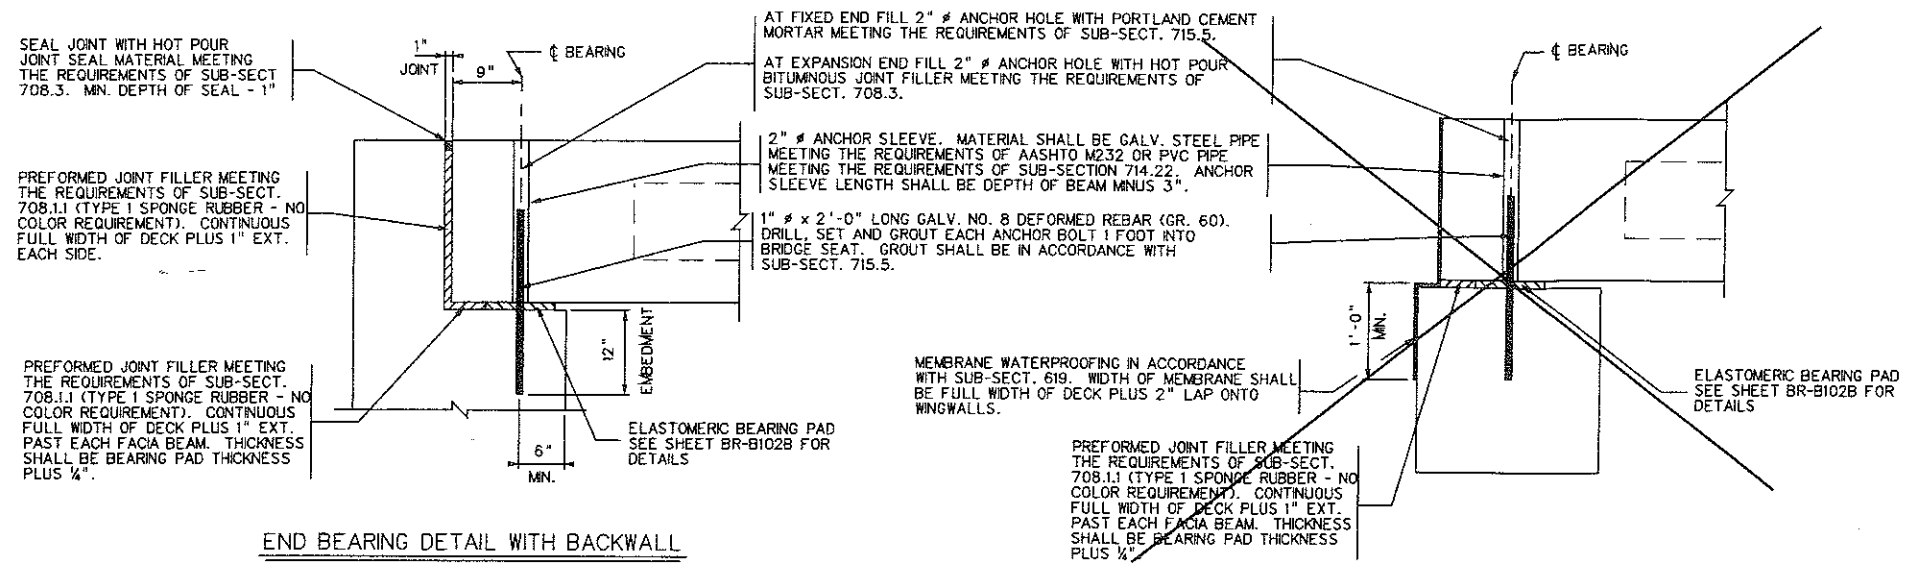 SEAL JOINT WITH HOT POUR
JOINT SEAL MATERIAL MEETING
THE REQUIREMENTS OF SUB-SECT
708.3. MIN. DEPTH OF SEAL - 1"
PREFORMED JOINT FILLER MEETING
THE REQUIREMENTS OF SUB-SECT.
708.1.1 (TYPE 1 SPONGE RUBBER - NO
COLOR REQUIREMENT). CONTINUOUS
FULL WIDTH OF DECK PLUS 1" EXT.
EACH SIDE.
PREFORMED JOINT FILLER MEETING
THE REQUIREMENTS OF SUB-SECT.
708.1.1 (TYPE 1 SPONGE RUBBER - NO
COLOR REQUIREMENT). CONTINUOUS
FULL WIDTH OF DECK PLUS 1" EXT.
PAST EACH FACIA BEAM. THICKNESS
SHALL BE BEARING PAD THICKNESS
PLUS ¼".
1"
JOINT
9"
℄ BEARING
12"
EMBEDMENT
6"
MIN.
ELASTOMERIC BEARING PAD
SEE SHEET BR-B102B FOR
DETAILS
END BEARING DETAIL WITH BACKWALL
AT FIXED END FILL 2" ø ANCHOR HOLE WITH PORTLAND CEMENT
MORTAR MEETING THE REQUIREMENTS OF SUB-SECT. 715.5.
AT EXPANSION END FILL 2" ø ANCHOR HOLE WITH HOT POUR
BITUMINOUS JOINT FILLER MEETING THE REQUIREMENTS OF
SUB-SECT. 708.3.
2" ø ANCHOR SLEEVE. MATERIAL SHALL BE GALV. STEEL PIPE
MEETING THE REQUIREMENTS OF AASHTO M232 OR PVC PIPE
MEETING THE REQUIREMENTS OF SUB-SECTION 714.22. ANCHOR
SLEEVE LENGTH SHALL BE DEPTH OF BEAM MINUS 3".
1" ø x 2'-0" LONG GALV. NO. 8 DEFORMED REBAR (GR. 60).
DRILL, SET AND GROUT EACH ANCHOR BOLT 1 FOOT INTO
BRIDGE SEAT. GROUT SHALL BE IN ACCORDANCE WITH
SUB-SECT. 715.5.
℄ BEARING
1'-0"
MIN.
MEMBRANE WATERPROOFING IN ACCORDANCE
WITH SUB-SECT. 619. WIDTH OF MEMBRANE SHALL
BE FULL WIDTH OF DECK PLUS 2" LAP ONTO
WINGWALLS.
ELASTOMERIC BEARING PAD
SEE SHEET BR-B102B FOR
DETAILS
PREFORMED JOINT FILLER MEETING
THE REQUIREMENTS OF SUB-SECT.
708.1.1 (TYPE 1 SPONGE RUBBER - NO
COLOR REQUIREMENT). CONTINUOUS
FULL WIDTH OF DECK PLUS 1" EXT.
PAST EACH FACIA BEAM. THICKNESS
SHALL BE BEARING PAD THICKNESS
PLUS ¼".